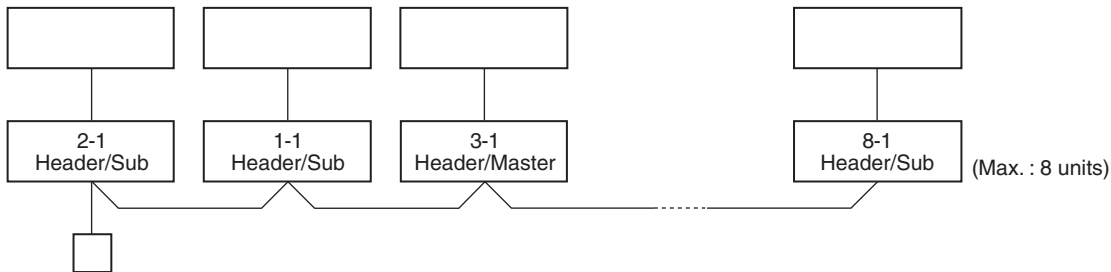 2-1
Header/Sub
1-1
Header/Sub
3-1
Header/Master
8-1
Header/Sub
(Max. : 8 units)